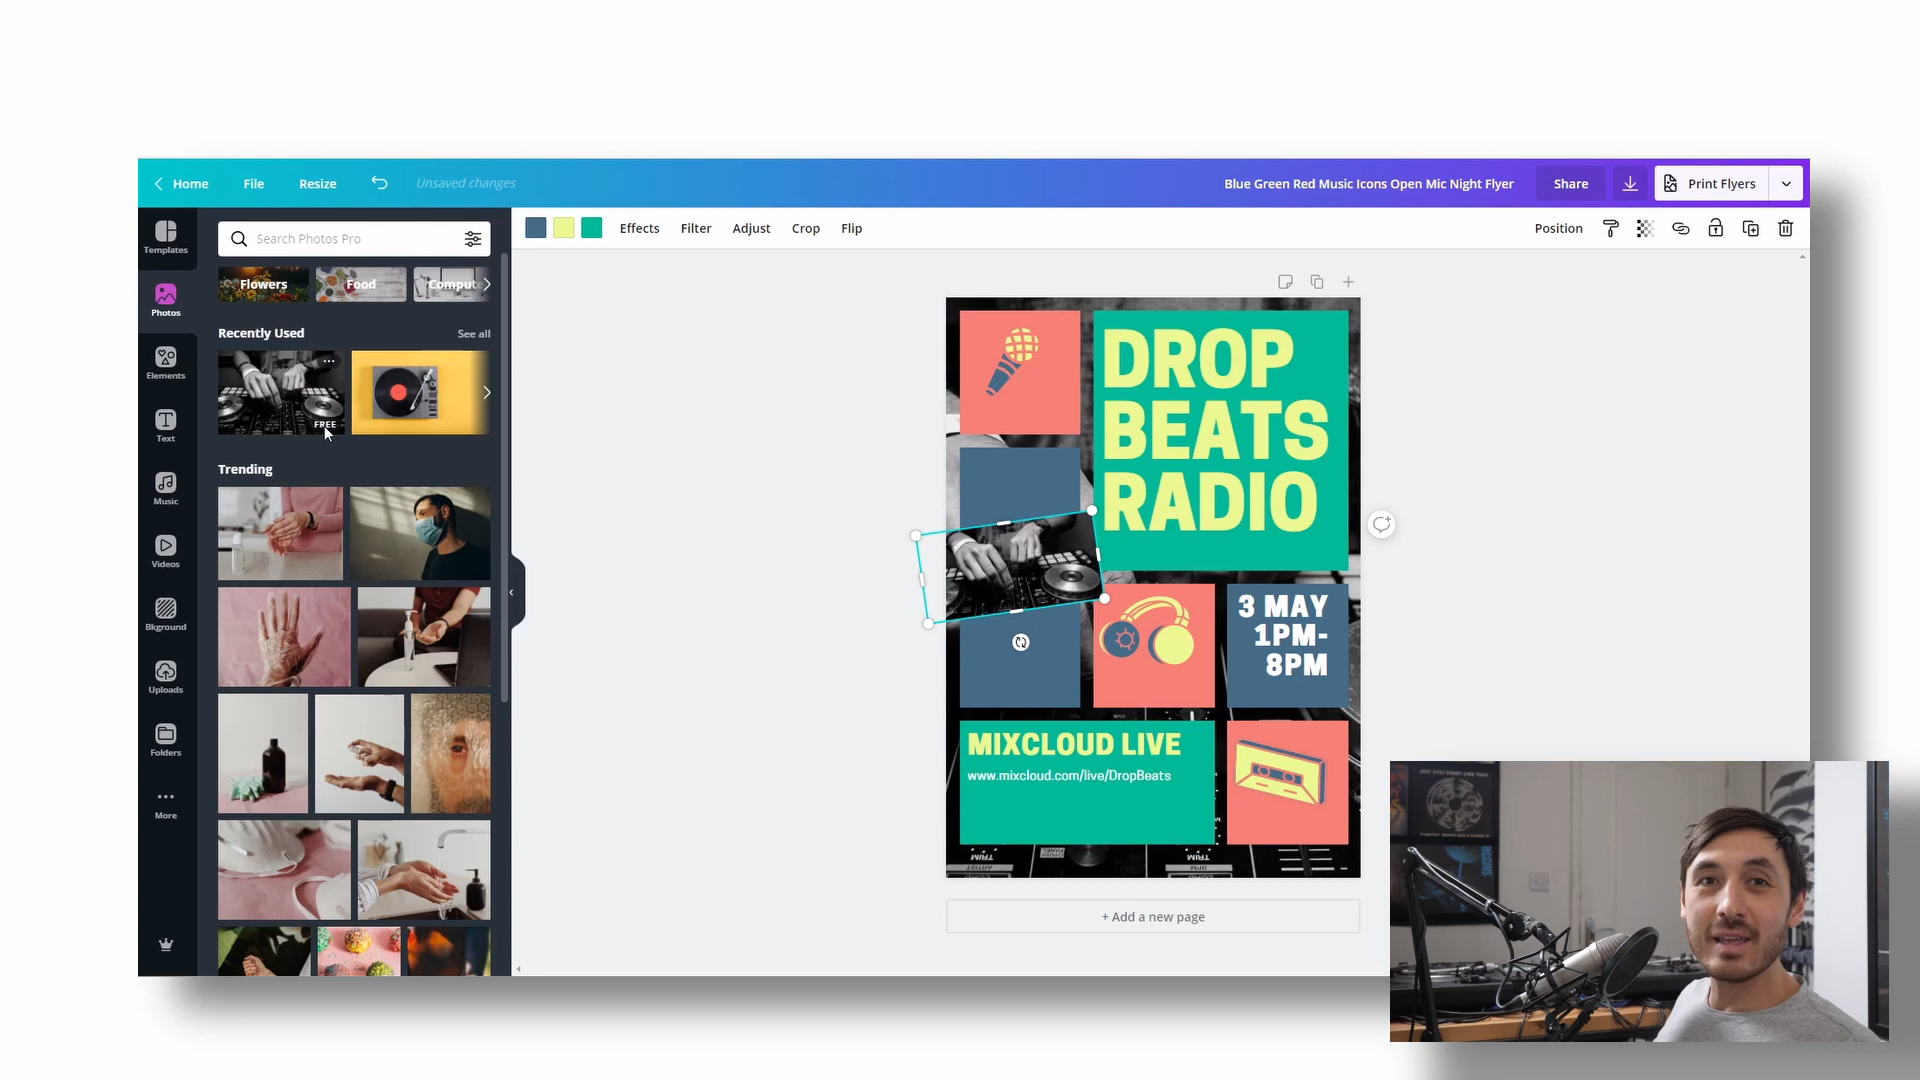 Home File Resize Unsaved changes Blue Green Red Music Icons Open Mic Night Flyer Share Print Flyers
Templates
Photos
Elements
Text
Music
Videos
Bkground
Uploads
Folders
More
Search Photos Pro
Flowers Food Comput
Recently Used See all
FREE
Trending
Effects Filter Adjust Crop Flip Position
DROP
BEATS
RADIO
3 MAY
1PM-
8PM
MIXCLOUD LIVE
www.mixcloud.com/live/DropBeats
TRIM
TRIM
+ Add a new page